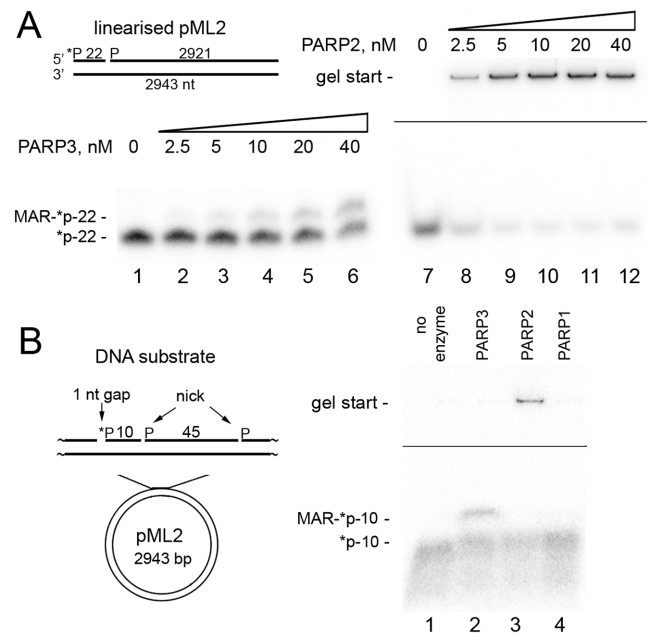 A
linearised pML2
5' *P 22 P 2921
3'
2943 nt
PARP2, nM 0 2.5 5 10 20 40
gel start -
PARP3, nM 0 2.5 5 10 20 40
MAR-*p-22 -
*p-22 -
1 2 3 4 5 6 7 8 9 10 11 12
B
DNA substrate
no enzyme
PARP3
PARP2
PARP1
1 nt gap
nick
gel start -
*P 10 P 45 P
~ ~
~ ~
MAR-*p-10 -
*p-10 -
pML2
2943 bp
1 2 3 4